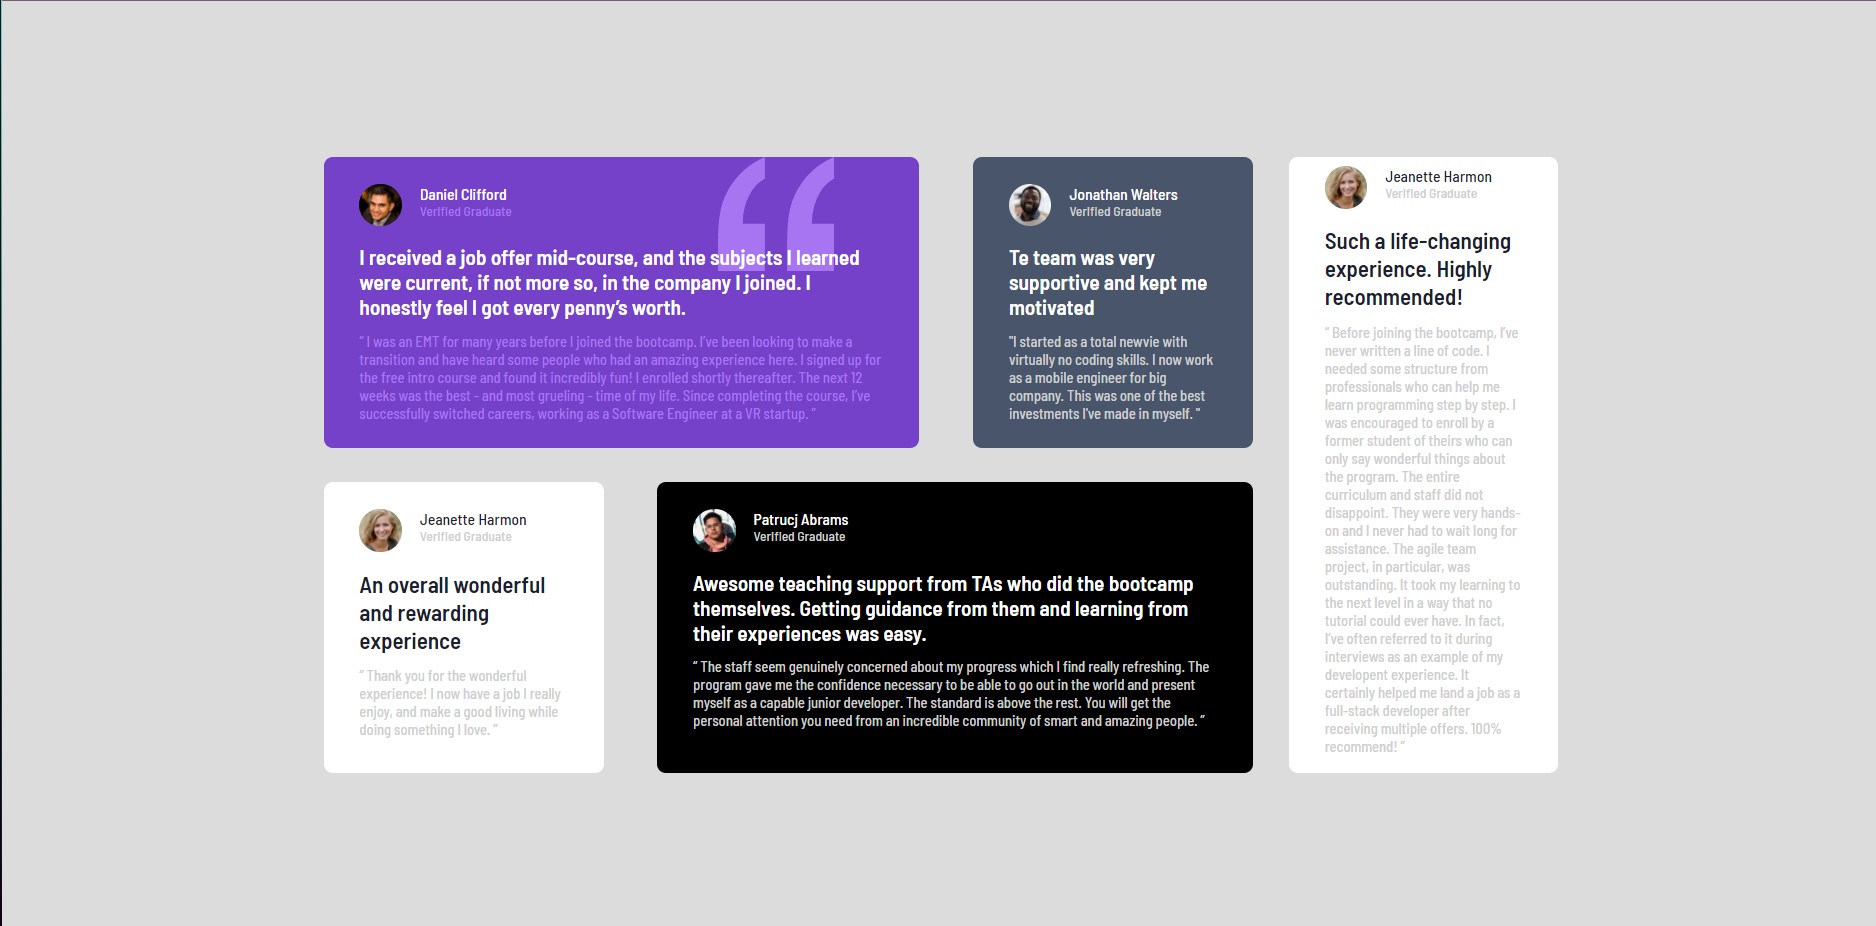 Daniel Clifford
Verified Graduate
I received a job offer mid-course, and the subjects I learned
were current, if not more so, in the company I joined. I
honestly feel I got every penny’s worth.
“ I was an EMT for many years before I joined the bootcamp. I’ve been looking to make a
transition and have heard some people who had an amazing experience here. I signed up for
the free intro course and found it incredibly fun! I enrolled shortly thereafter. The next 12
weeks was the best - and most grueling - time of my life. Since completing the course, I’ve
successfully switched careers, working as a Software Engineer at a VR startup. ”
Jonathan Walters
Verified Graduate
Te team was very
supportive and kept me
motivated
"I started as a total newvie with
virtually no coding skills. I now work
as a mobile engineer for big
company. This was one of the best
investments I've made in myself. "
Jeanette Harmon
Verified Graduate
Such a life-changing
experience. Highly
recommended!
“ Before joining the bootcamp, I’ve
never written a line of code. I
needed some structure from
professionals who can help me
learn programming step by step. I
was encouraged to enroll by a
former student of theirs who can
only say wonderful things about
the program. The entire
curriculum and staff did not
disappoint. They were very hands-
on and I never had to wait long for
assistance. The agile team
project, in particular, was
outstanding. It took my learning to
the next level in a way that no
tutorial could ever have. In fact,
I’ve often referred to it during
interviews as an example of my
developent experience. It
certainly helped me land a job as a
full-stack developer after
receiving multiple offers. 100%
recommend! ”
Jeanette Harmon
Verified Graduate
An overall wonderful
and rewarding
experience
“ Thank you for the wonderful
experience! I now have a job I really
enjoy, and make a good living while
doing something I love. ”
Patrucj Abrams
Verified Graduate
Awesome teaching support from TAs who did the bootcamp
themselves. Getting guidance from them and learning from
their experiences was easy.
“ The staff seem genuinely concerned about my progress which I find really refreshing. The
program gave me the confidence necessary to be able to go out in the world and present
myself as a capable junior developer. The standard is above the rest. You will get the
personal attention you need from an incredible community of smart and amazing people. ”